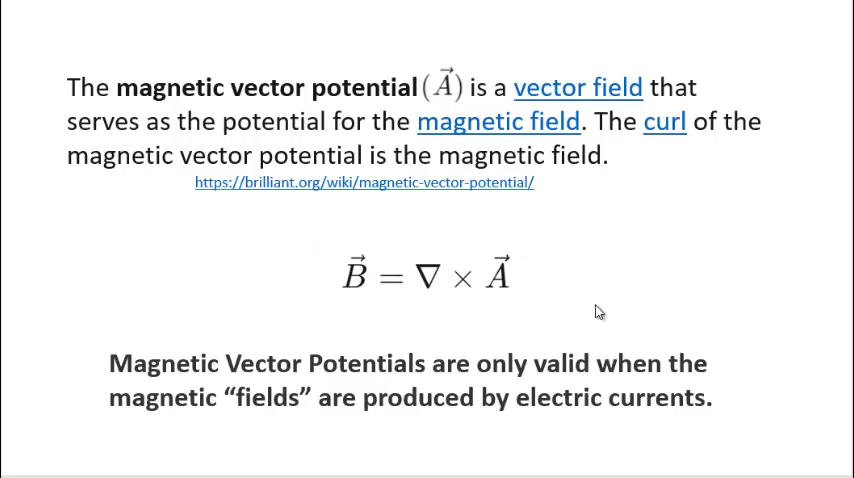 The magnetic vector potential (A⃗) is a vector field that
serves as the potential for the magnetic field. The curl of the
magnetic vector potential is the magnetic field.
https://brilliant.org/wiki/magnetic-vector-potential/
B⃗ = ∇ × A⃗
Magnetic Vector Potentials are only valid when the
magnetic “fields” are produced by electric currents.